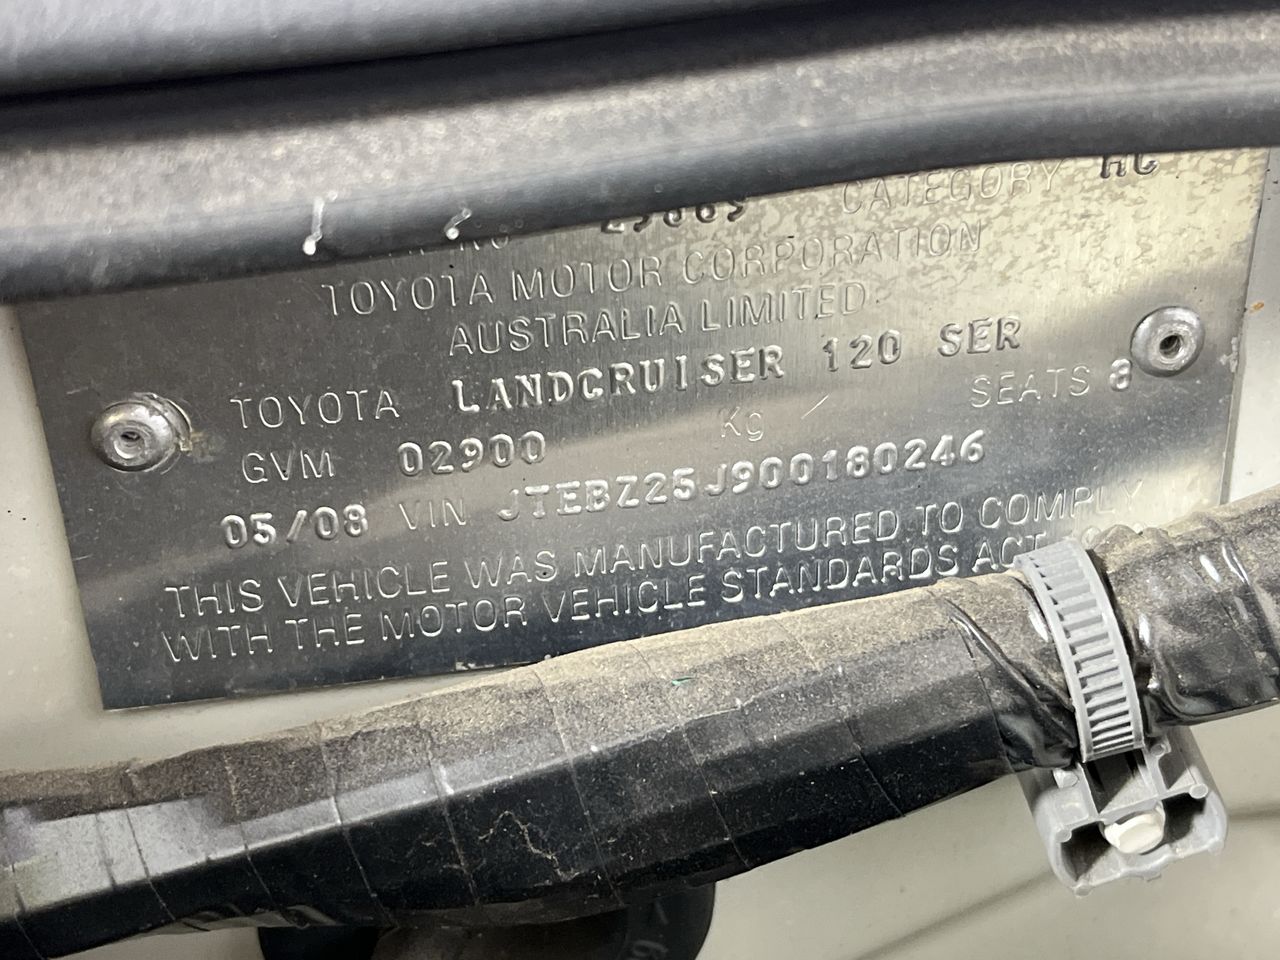 CATEGORY MC
TOYOTA MOTOR CORPORATION
AUSTRALIA LIMITED
TOYOTA LANDCRUISER 120 SER
GVM 02900 Kg SEATS 8
05/08 VIN JTEBZ25J900180246
THIS VEHICLE WAS MANUFACTURED TO COMPLY
WITH THE MOTOR VEHICLE STANDARDS ACT